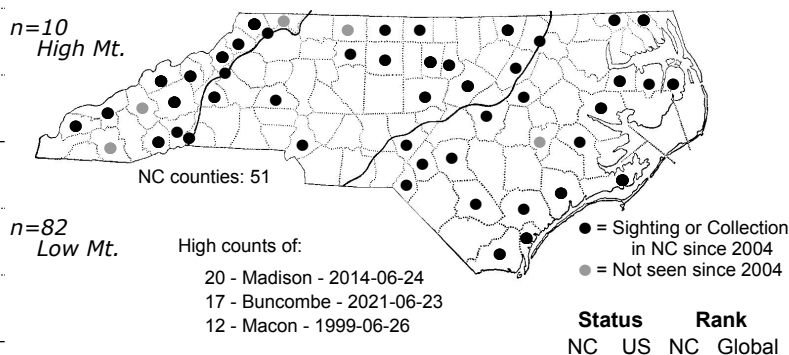 n=10
High Mt.
NC counties: 51
n=82
Low Mt.
High counts of:
20 - Madison - 2014-06-24
17 - Buncombe - 2021-06-23
12 - Macon - 1999-06-26
● = Sighting or Collection
in NC since 2004
● = Not seen since 2004
Status Rank
NC US NC Global